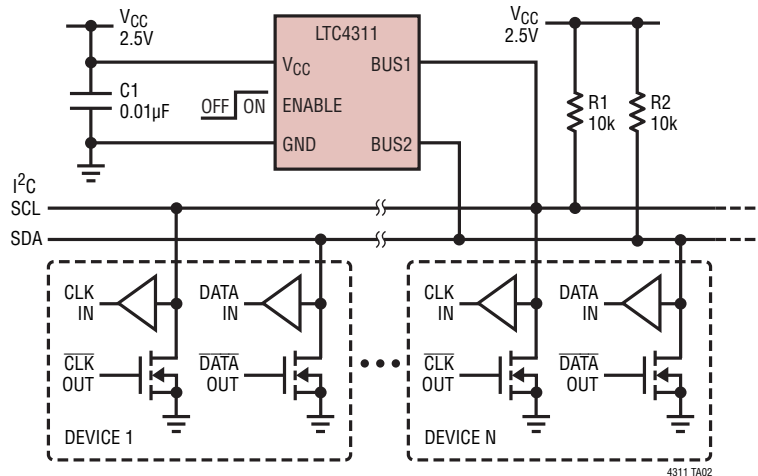 VCC
2.5V
C1
0.01µF
OFF ON
LTC4311
VCC
BUS1
ENABLE
GND
BUS2
VCC
2.5V
R1
10k
R2
10k
I²C
SCL
SDA
CLK
IN
DATA
IN
CLK
OUT
DATA
OUT
DEVICE 1
CLK
IN
DATA
IN
CLK
OUT
DATA
OUT
DEVICE N
4311 TA02